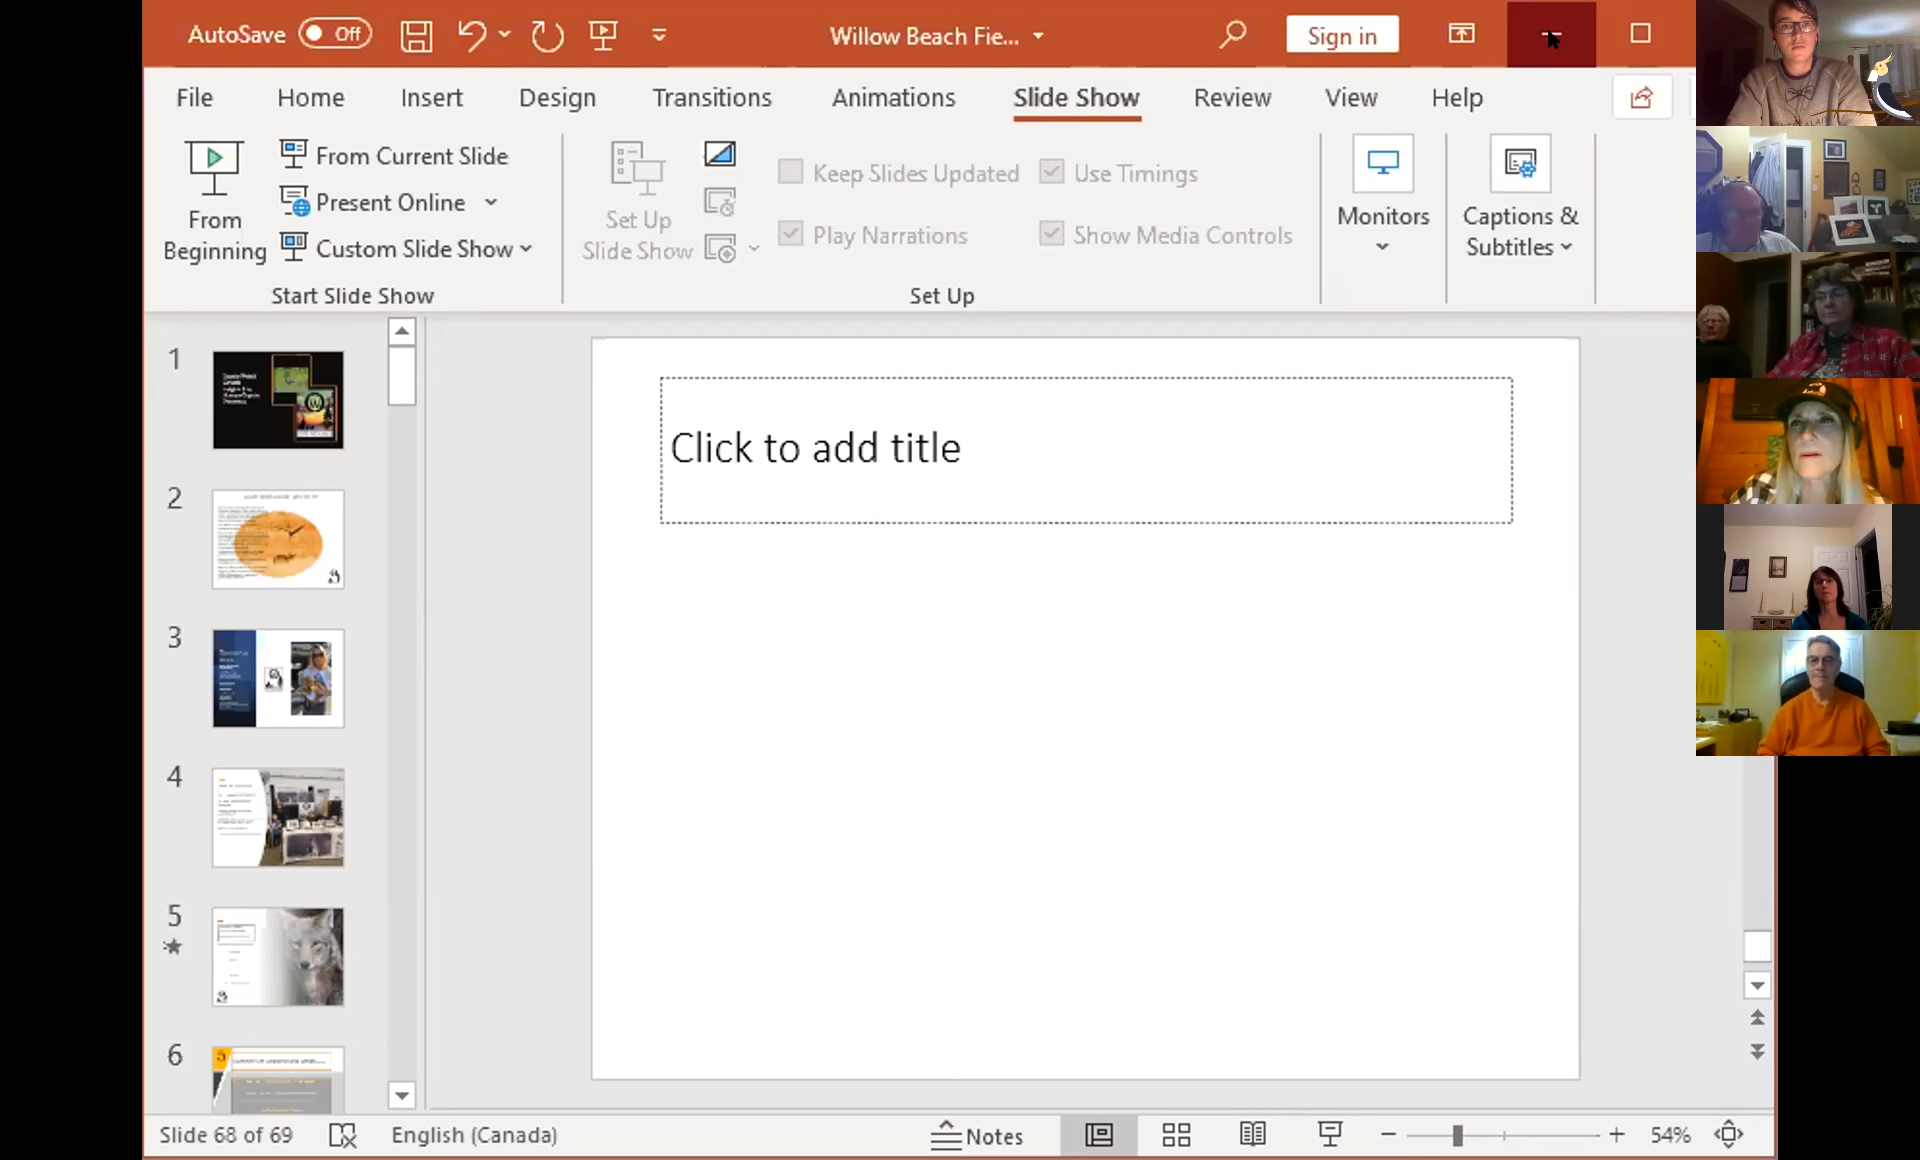 AutoSave Off
Willow Beach Fie...
Sign in
File Home Insert Design Transitions Animations Slide Show Review View Help
From Beginning
From Current Slide
Present Online
Custom Slide Show
Start Slide Show
Set Up Slide Show
Keep Slides Updated
Use Timings
Play Narrations
Show Media Controls
Set Up
Monitors
Captions &
Subtitles
1
2
3
4
5
6
Click to add title
Slide 68 of 69
English (Canada)
Notes
54%